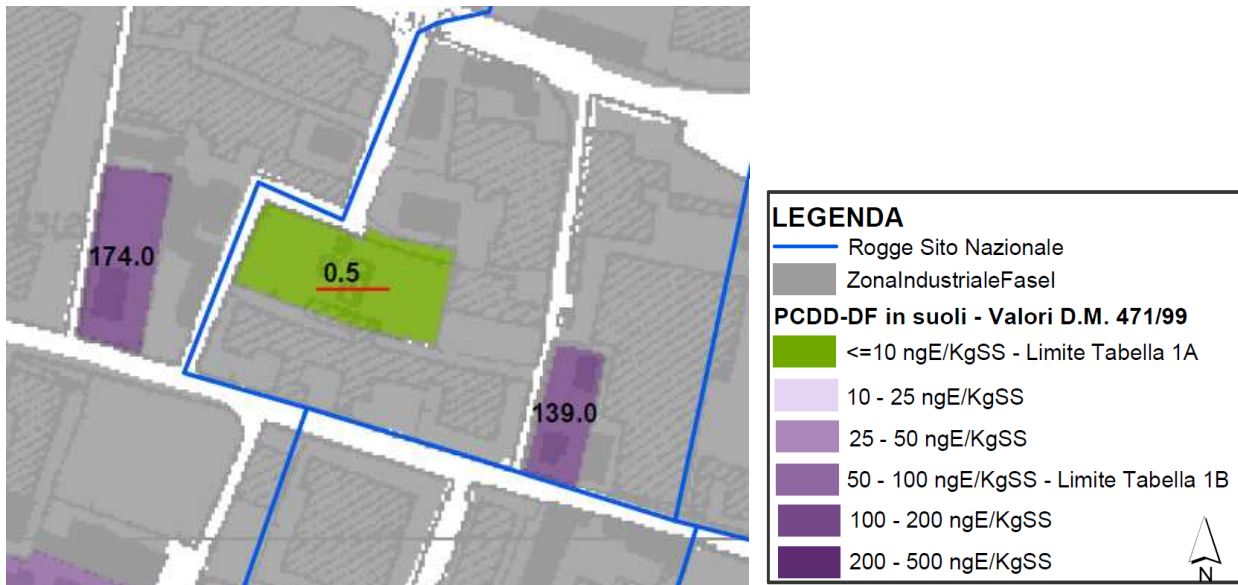 174.0
0.5
139.0
LEGENDA
Rogge Sito Nazionale
ZonaIndustrialeFaseI
PCDD-DF in suoli - Valori D.M. 471/99
<=10 ngE/KgSS - Limite Tabella 1A
10 - 25 ngE/KgSS
25 - 50 ngE/KgSS
50 - 100 ngE/KgSS - Limite Tabella 1B
100 - 200 ngE/KgSS
200 - 500 ngE/KgSS
N